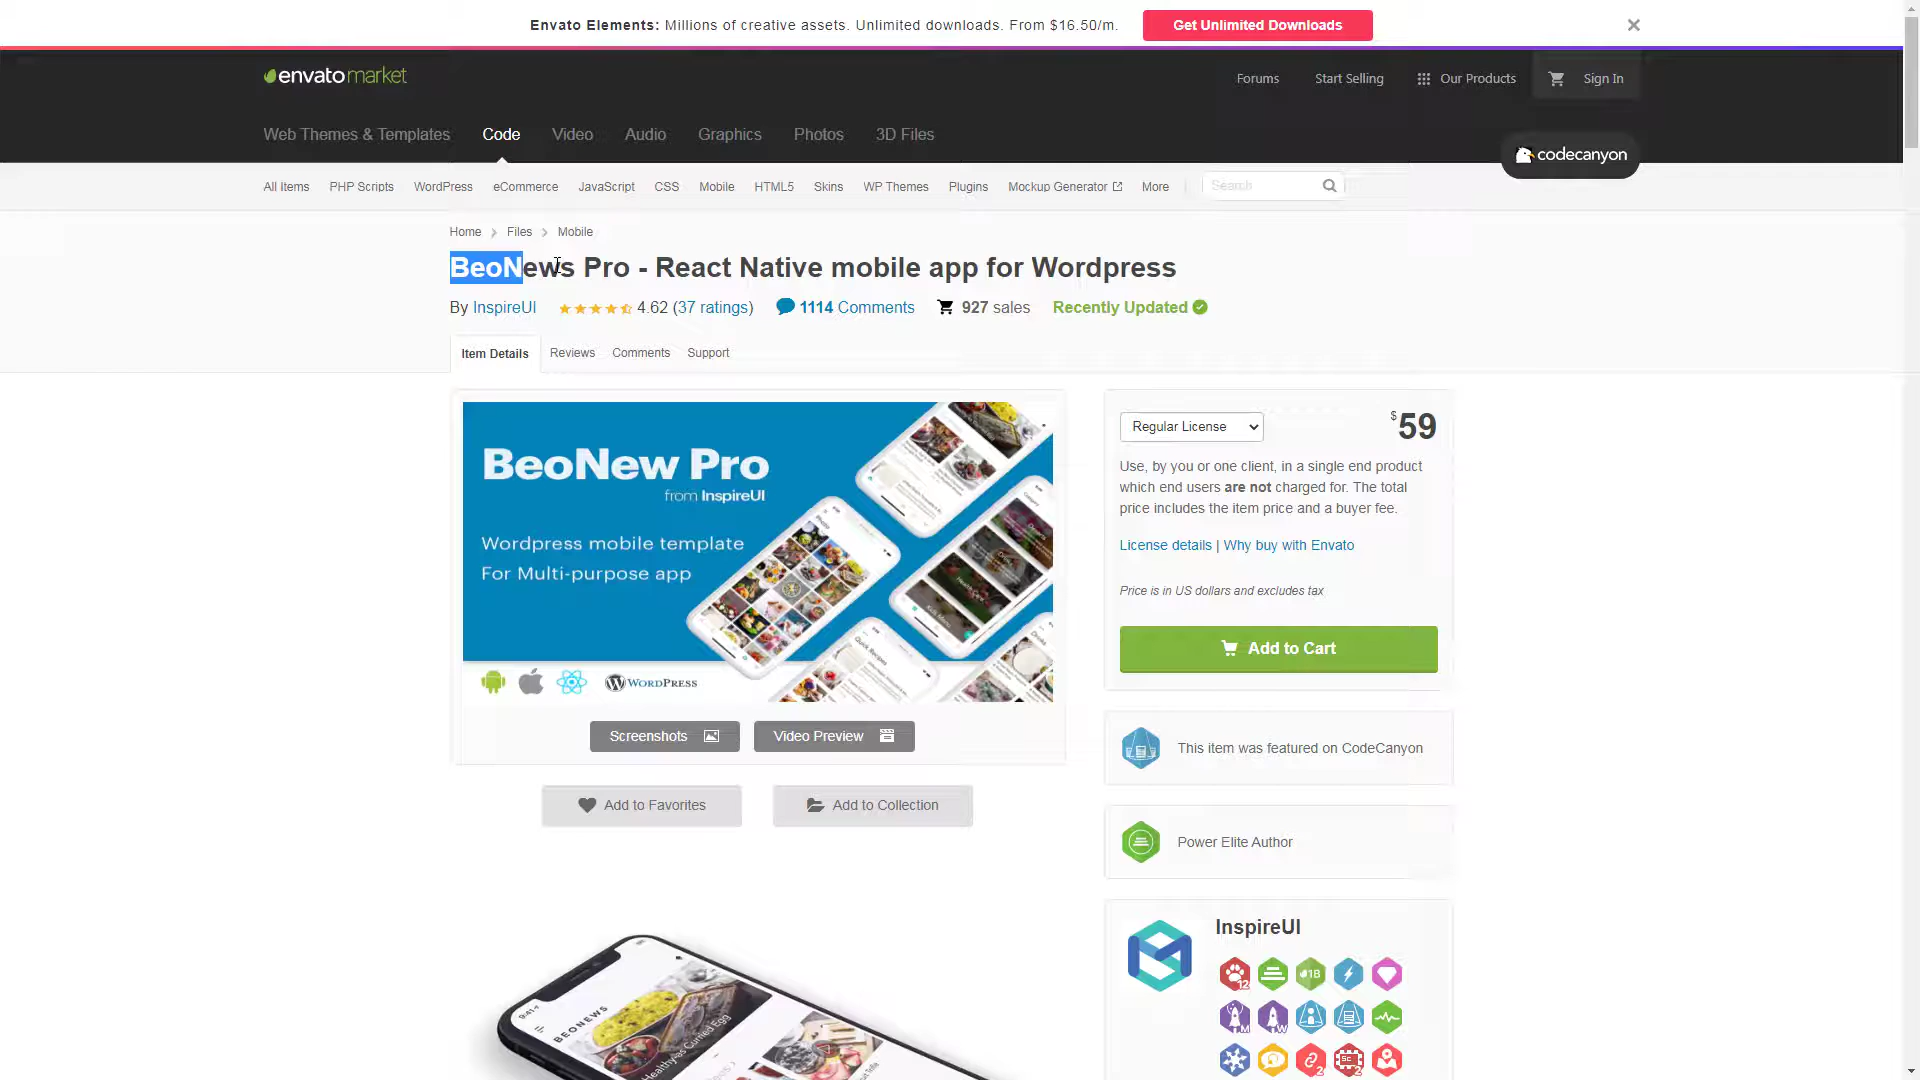 Envato Elements: Millions of creative assets. Unlimited downloads. From $16.50/m.
Get Unlimited Downloads
envatomarket
Forums
Start Selling
Our Products
Sign In
Web Themes & Templates
Code
Video
Audio
Graphics
Photos
3D Files
codecanyon
All Items
PHP Scripts
WordPress
eCommerce
JavaScript
CSS
Mobile
HTML5
Skins
WP Themes
Plugins
Mockup Generator
More
Search
Home
Files
Mobile
BeoNews Pro - React Native mobile app for Wordpress
By InspireUI
4.62 (37 ratings)
1114 Comments
927 sales
Recently Updated
Item Details
Reviews
Comments
Support
BeoNew Pro
from InspireUI
Wordpress mobile template
For Multi-purpose app
WORDPRESS
Screenshots
Video Preview
Add to Favorites
Add to Collection
BEONEWS
Regular License
$59
Use, by you or one client, in a single end product
which end users are not charged for. The total
price includes the item price and a buyer fee.
License details | Why buy with Envato
Price is in US dollars and excludes tax
Add to Cart
This item was featured on CodeCanyon
Power Elite Author
InspireUI